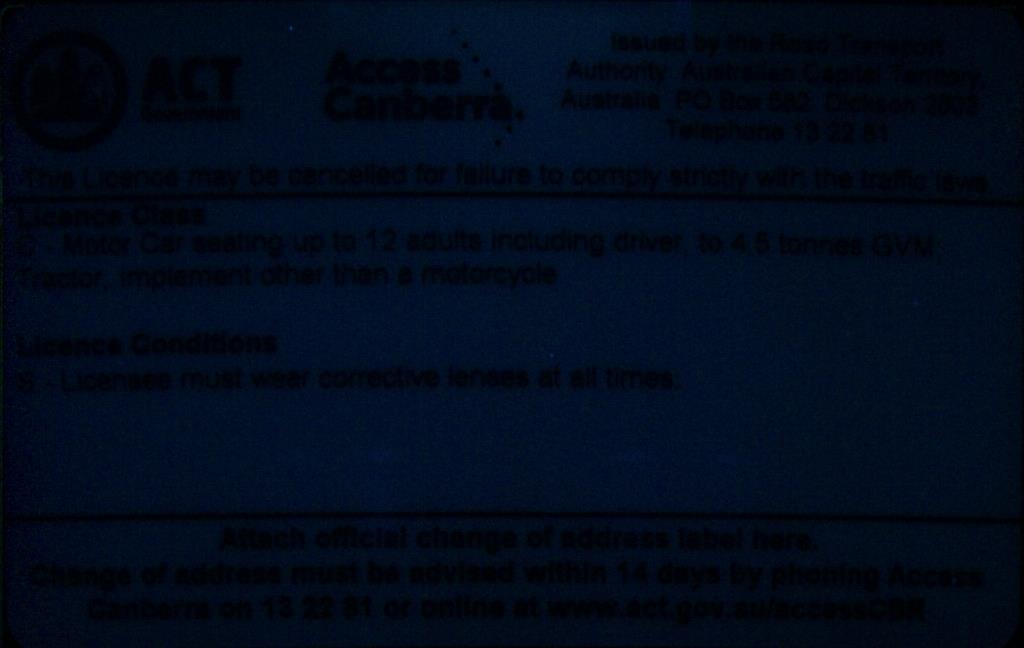 ACT
Government
Access
Canberra
Issued by the Road Transport
Authority, Australian Capital Territory,
Australia PO Box 582 Dickson 2602
Telephone 13 22 81
This Licence may be cancelled for failure to comply strictly with the traffic laws
Licence Class
C - Motor Car seating up to 12 adults including driver, to 4.5 tonnes GVM,
Tractor, implement other than a motorcycle
Licence Conditions
S - Licensee must wear corrective lenses at all times.
Attach official change of address label here.
Change of address must be advised within 14 days by phoning Access
Canberra on 13 22 81 or online at www.act.gov.au/accessCBR